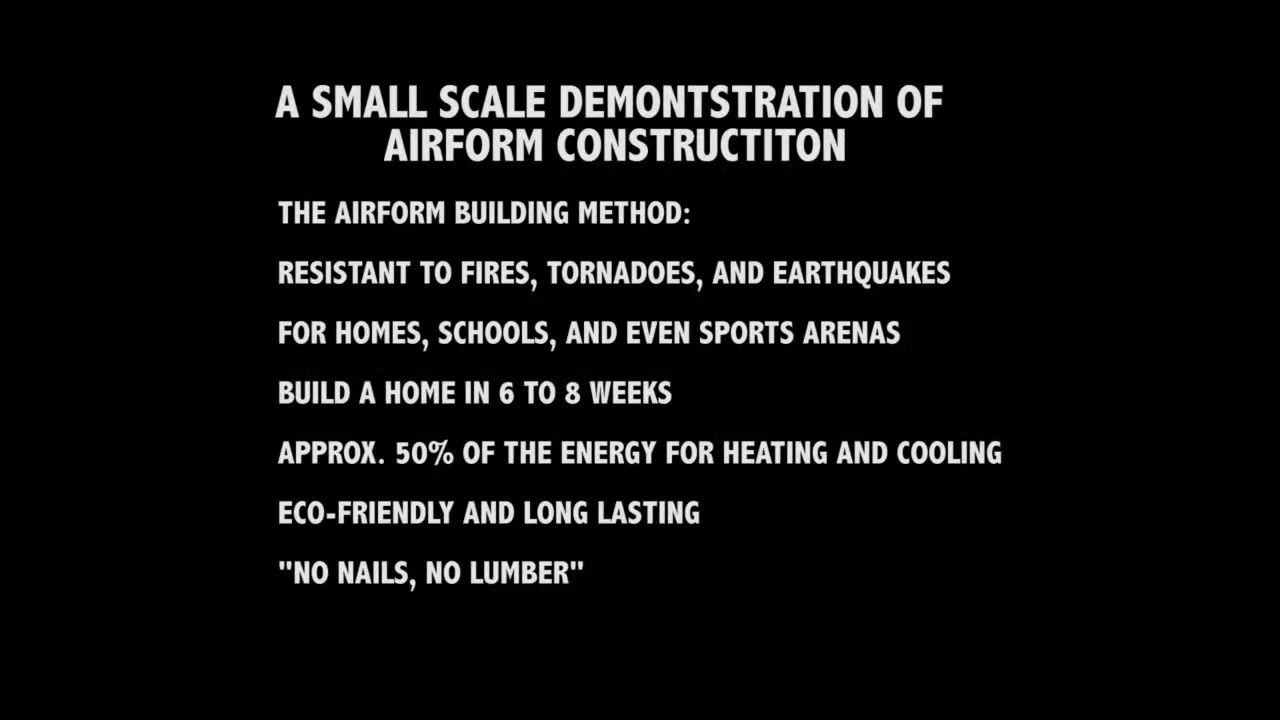 A SMALL SCALE DEMONTSTRATION OF
AIRFORM CONSTRUCTITON
THE AIRFORM BUILDING METHOD:
RESISTANT TO FIRES, TORNADOES, AND EARTHQUAKES
FOR HOMES, SCHOOLS, AND EVEN SPORTS ARENAS
BUILD A HOME IN 6 TO 8 WEEKS
APPROX. 50% OF THE ENERGY FOR HEATING AND COOLING
ECO-FRIENDLY AND LONG LASTING
"NO NAILS, NO LUMBER"